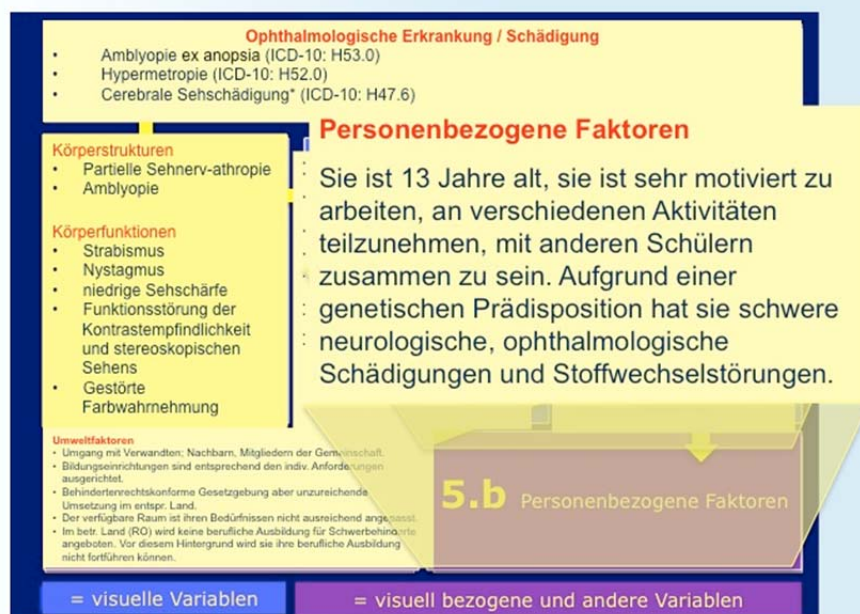 Ophthalmologische Erkrankung / Schädigung
• Amblyopie ex anopsia (ICD-10: H53.0)
• Hypermetropie (ICD-10: H52.0)
• Cerebrale Sehschädigung* (ICD-10: H47.6)
Körperstrukturen
• Partielle Sehnerv-athropie
• Amblyopie
Körperfunktionen
• Strabismus
• Nystagmus
• niedrige Sehschärfe
• Funktionsstörung der
Kontrastempfindlichkeit
und stereoskopischen
Sehens
• Gestörte
Farbwahrnehmung
Personenbezogene Faktoren
Sie ist 13 Jahre alt, sie ist sehr motiviert zu
arbeiten, an verschiedenen Aktivitäten
teilzunehmen, mit anderen Schülern
zusammen zu sein. Aufgrund einer
genetischen Prädisposition hat sie schwere
neurologische, ophthalmologische
Schädigungen und Stoffwechselstörungen.
Umweltfaktoren
• Umgang mit Verwandten; Nachbarn, Mitgliedern der Gemeinschaft.
• Bildungseinrichtungen sind entsprechend den indiv. Anforderungen
ausgerichtet.
• Behindertenrechtskonforme Gesetzgebung aber unzureichende
Umsetzung im entspr. Land.
• Der verfügbare Raum ist ihren Bedürfnissen nicht ausreichend angepasst.
• Im betr. Land (RO) wird keine berufliche Ausbildung für Schwerbehinderte
angeboten. Vor diesem Hintergrund wird sie ihre berufliche Ausbildung
nicht fortführen können.
5.b Personenbezogene Faktoren
= visuelle Variablen
= visuell bezogene und andere Variablen